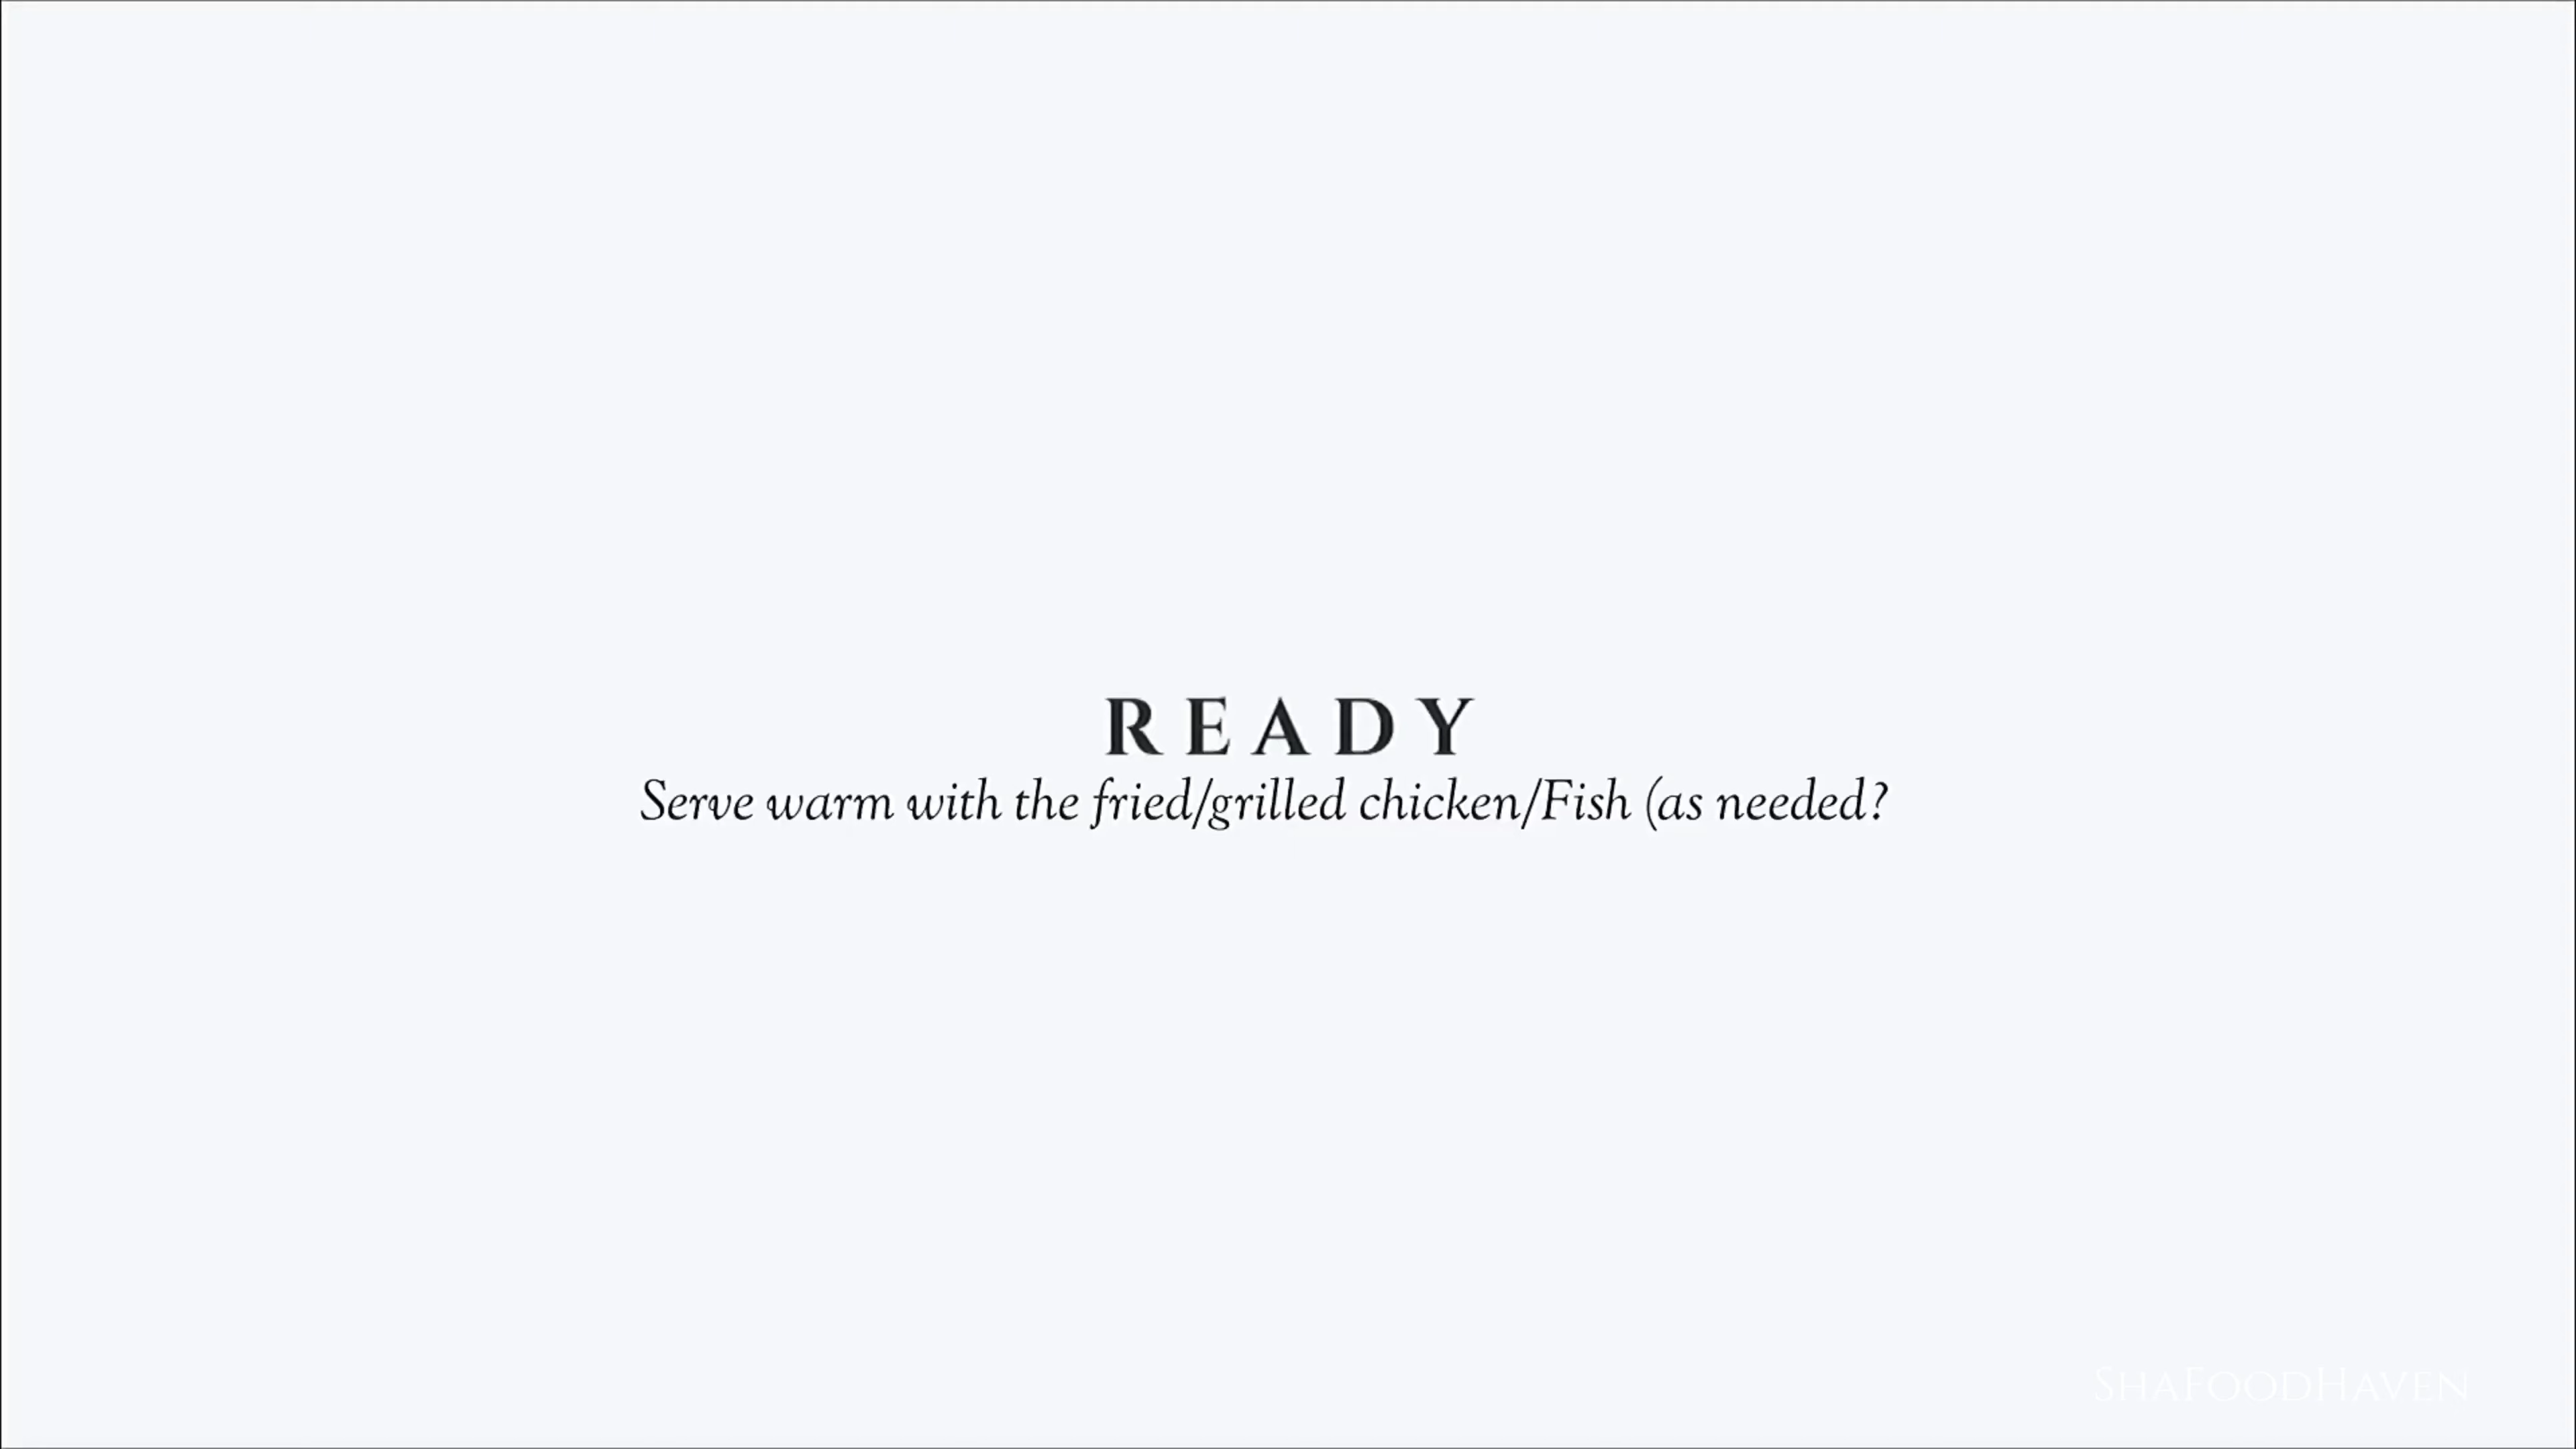 READY
Serve warm with the fried/grilled chicken/Fish (as needed?
SHAFOODHAVEN